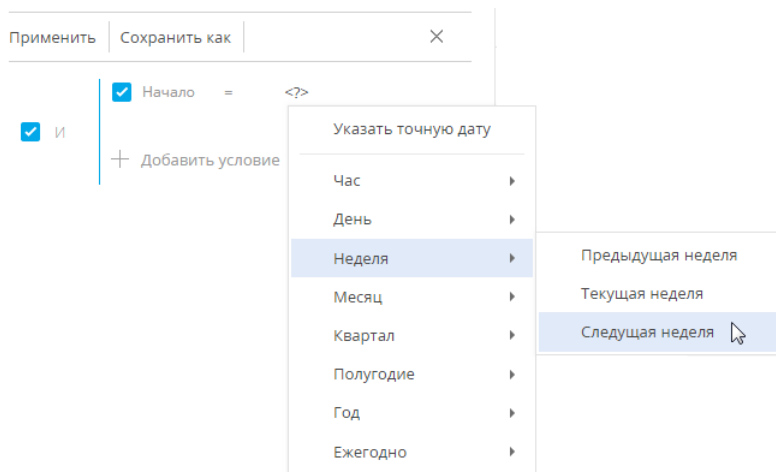 Применить Сохранить как
Начало = <?>
И
Добавить условие
Указать точную дату
Час
День
Неделя
Месяц
Квартал
Полугодие
Год
Ежегодно
Предыдущая неделя
Текущая неделя
Следущая неделя